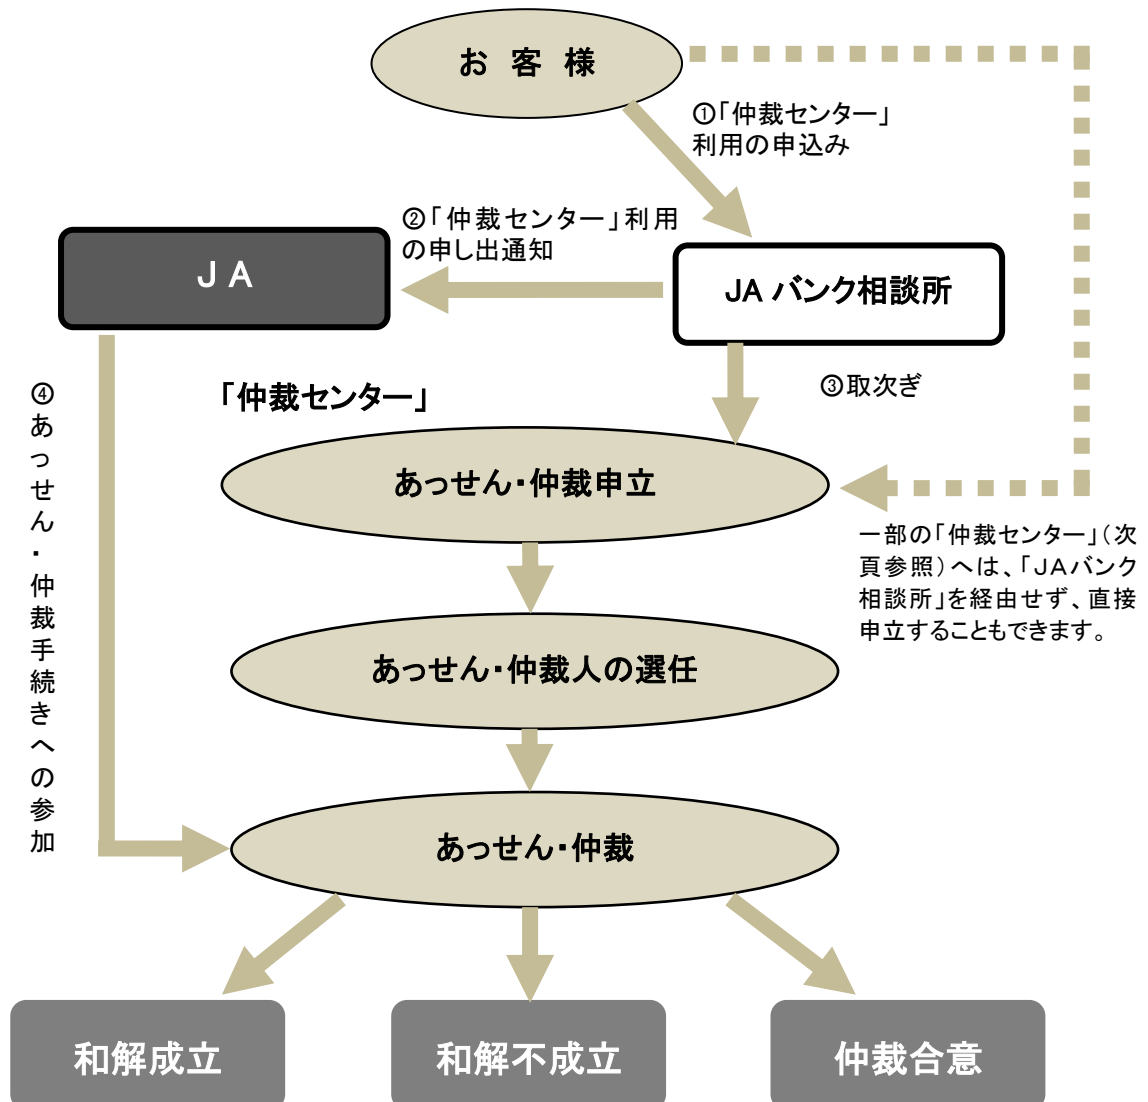 お 客 様
①「仲裁センター」
利用の申込み
②「仲裁センター」利用
の申し出通知
JA
JA バンク相談所
③取次ぎ
「仲裁センター」
④あっせん・仲裁手続きへの参加
あっせん・仲裁申立
一部の「仲裁センター」（次
頁参照）へは、「JAバンク
相談所」を経由せず、直接
申立することもできます。
あっせん・仲裁人の選任
あっせん・仲裁
和解成立
和解不成立
仲裁合意